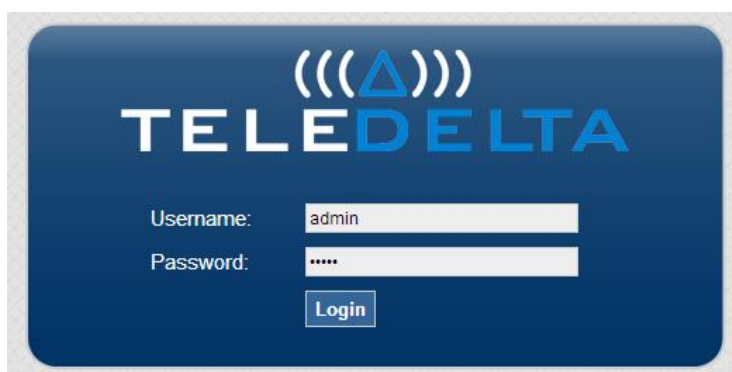 (((Δ)))
TELEDELTA
Username: admin
Password: •••••
Login